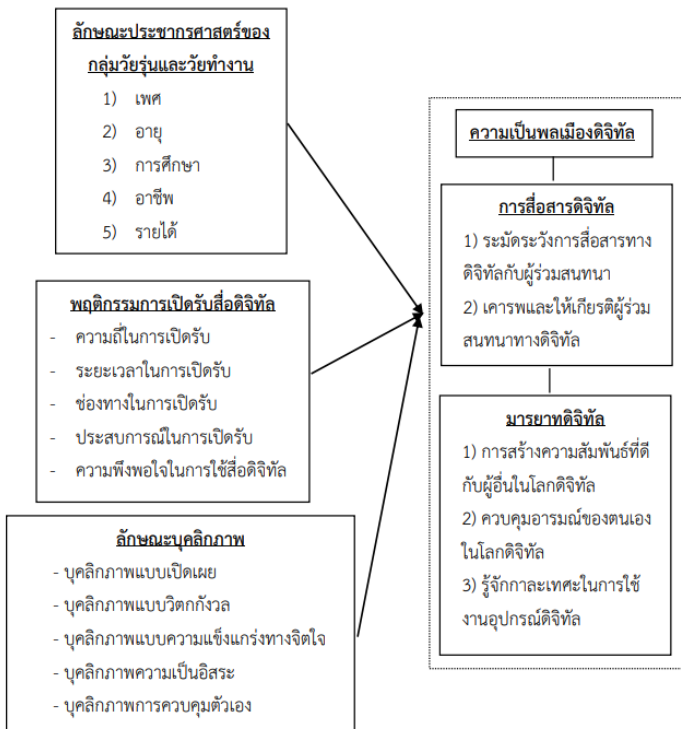 ลักษณะประชากรศาสตร์ของ
กลุ่มวัยรุ่นและวัยทำงาน
1) เพศ
2) อายุ
3) การศึกษา
4) อาชีพ
5) รายได้
พฤติกรรมการเปิดรับสื่อดิจิทัล
- ความถี่ในการเปิดรับ
- ระยะเวลาในการเปิดรับ
- ช่องทางในการเปิดรับ
- ประสบการณ์ในการเปิดรับ
- ความพึงพอใจในการใช้สื่อดิจิทัล
ลักษณะบุคลิกภาพ
- บุคลิกภาพแบบเปิดเผย
- บุคลิกภาพแบบวิตกกังวล
- บุคลิกภาพแบบความแข็งแกร่งทางจิตใจ
- บุคลิกภาพความเป็นอิสระ
- บุคลิกภาพการควบคุมตัวเอง
ความเป็นพลเมืองดิจิทัล
การสื่อสารดิจิทัล
1) ระมัดระวังการสื่อสารทาง
ดิจิทัลกับผู้ร่วมสนทนา
2) เคารพและให้เกียรติผู้ร่วม
สนทนาทางดิจิทัล
มารยาทดิจิทัล
1) การสร้างความสัมพันธ์ที่ดี
กับผู้อื่นในโลกดิจิทัล
2) ควบคุมอารมณ์ของตนเอง
ในโลกดิจิทัล
3) รู้จักกาละเทศะในการใช้
งานอุปกรณ์ดิจิทัล